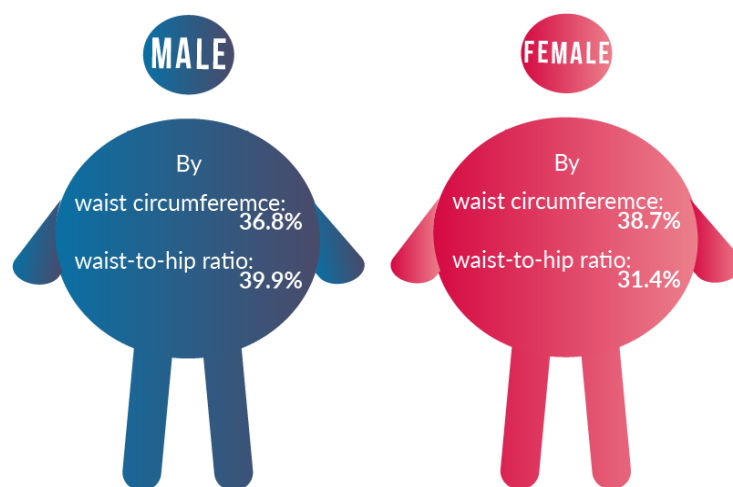 MALE
By
waist circumferemce:
36.8%
waist-to-hip ratio:
39.9%
FEMALE
By
waist circumferemce:
38.7%
waist-to-hip ratio:
31.4%